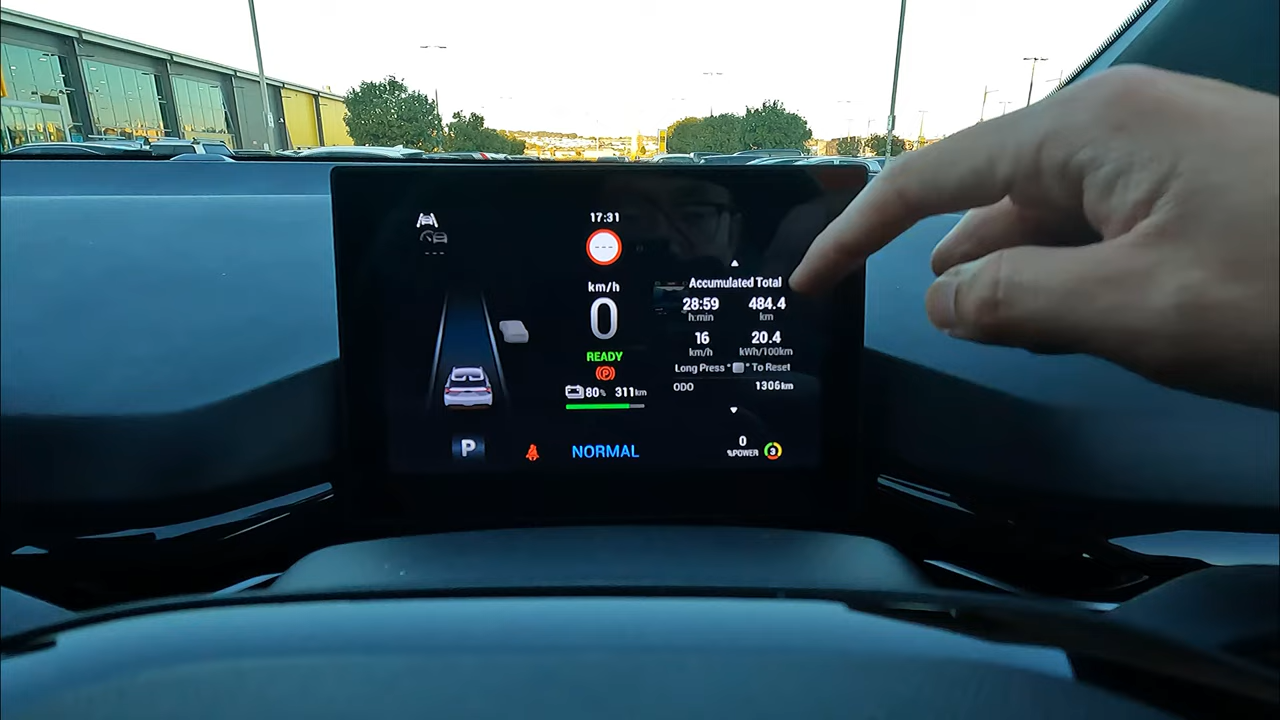 17:31
---
km/h
0
READY
80% 311km
Accumulated Total
28:59 484.4
h:min km
16 20.4
km/h kWh/100km
Long Press " " To Reset
ODO 1306km
P
NORMAL
0
%POWER 3
---